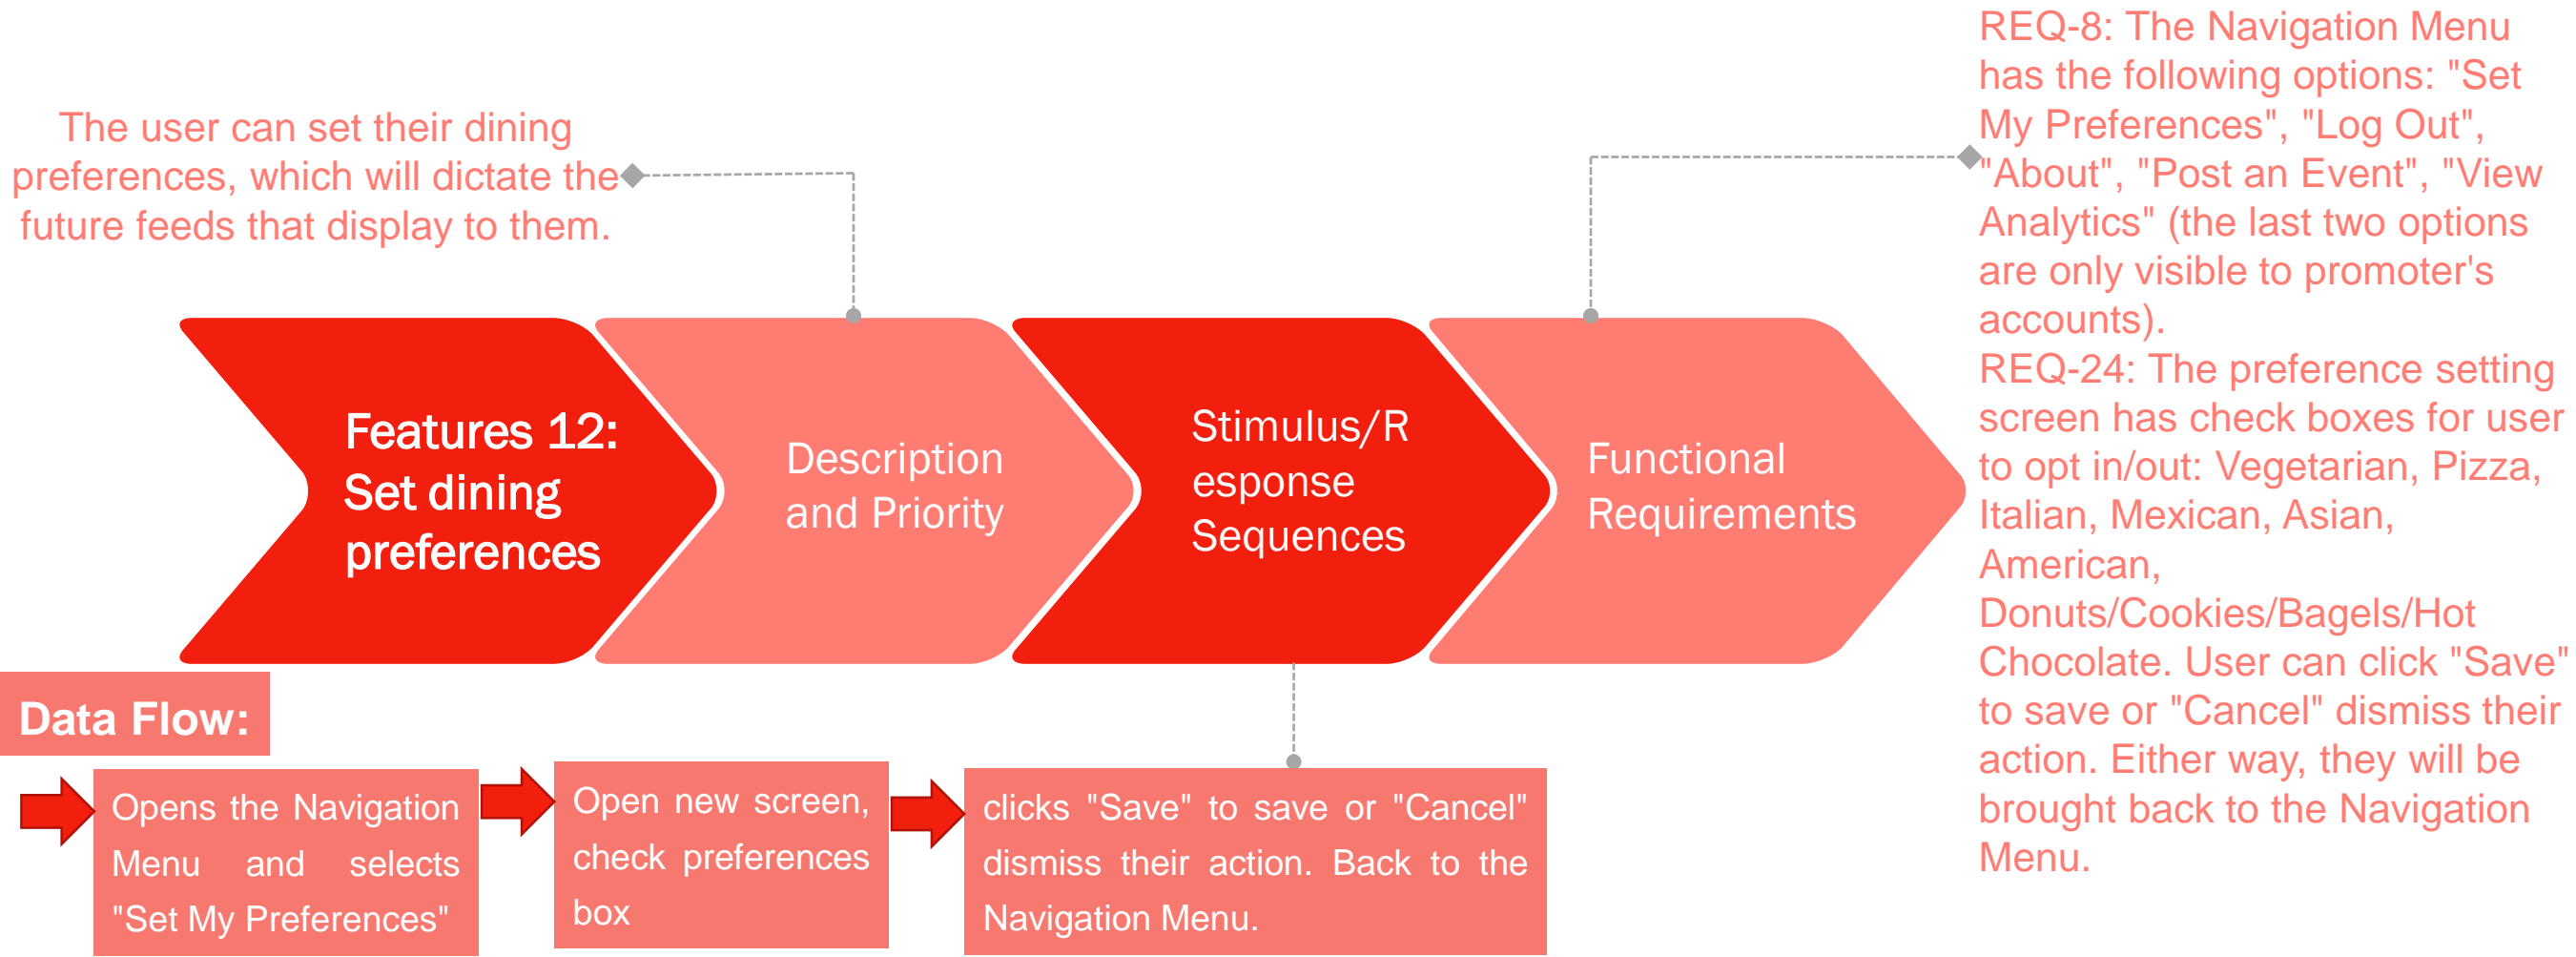 The user can set their dining
preferences, which will dictate the
future feeds that display to them.
Features 12:
Set dining
preferences
Description
and Priority
Stimulus/R
esponse
Sequences
Functional
Requirements
REQ-8: The Navigation Menu
has the following options: "Set
My Preferences", "Log Out",
"About", "Post an Event", "View
Analytics" (the last two options
are only visible to promoter's
accounts).
REQ-24: The preference setting
screen has check boxes for user
to opt in/out: Vegetarian, Pizza,
Italian, Mexican, Asian,
American,
Donuts/Cookies/Bagels/Hot
Chocolate. User can click "Save"
to save or "Cancel" dismiss their
action. Either way, they will be
brought back to the Navigation
Menu.
Data Flow:
Opens the Navigation
Menu and selects
"Set My Preferences"
Open new screen,
check preferences
box
clicks "Save" to save or "Cancel"
dismiss their action. Back to the
Navigation Menu.